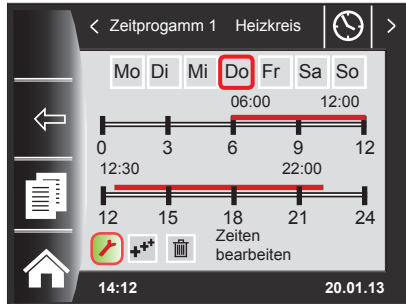 Zeitprogamm 1 Heizkreis
Mo Di Mi Do Fr Sa So
06:00 12:00
0 3 6 9 12
12:30 22:00
12 15 18 21 24
Zeiten
bearbeiten
14:12 20.01.13